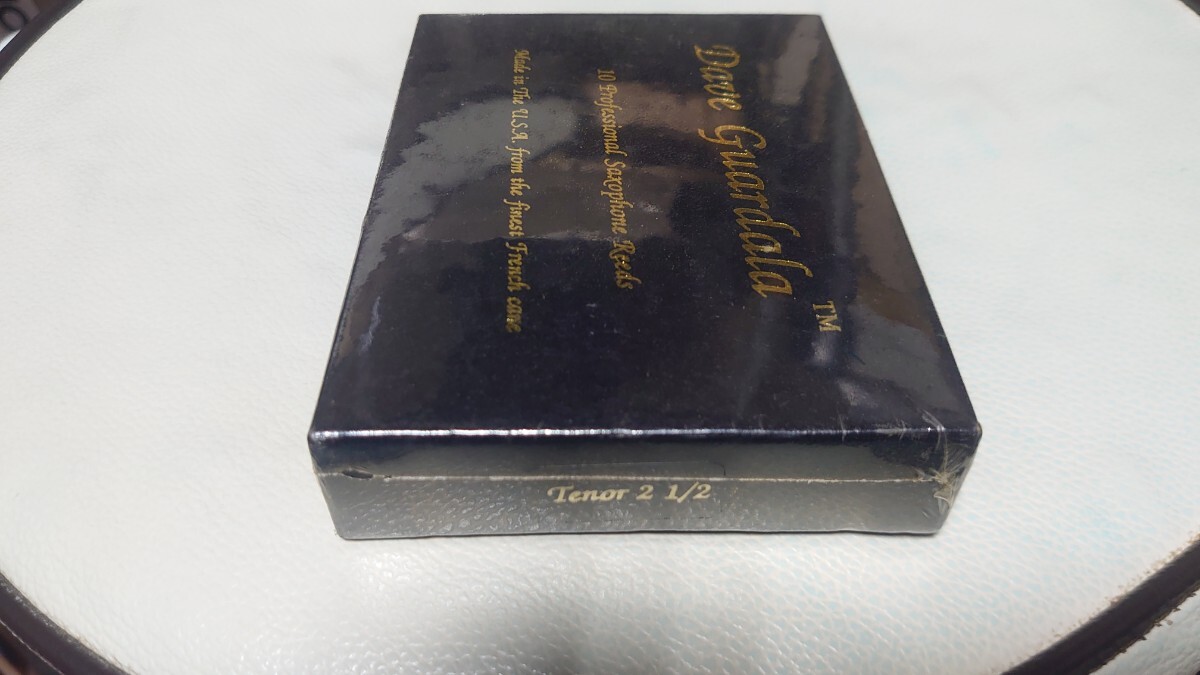 Dave Guardala
TM
10 Professional Saxophone Reeds
Made in The U.S.A. from the finest French cane
Tenor 2 1/2